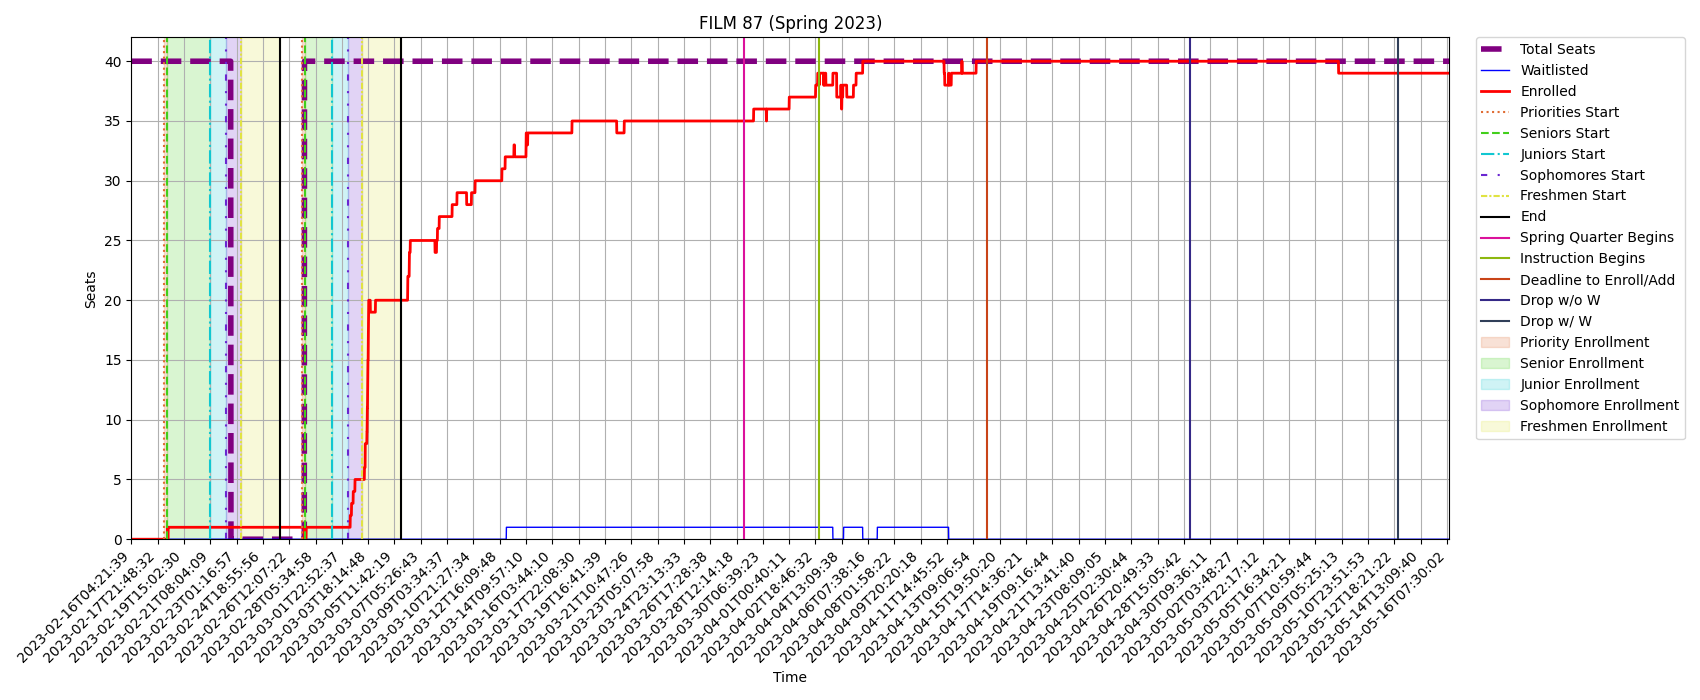 FILM 87 (Spring 2023)
Seats
40
35
30
25
20
15
10
5
0
2023-02-16T04:21:39
2023-02-17T21:48:32
2023-02-19T15:02:30
2023-02-21T08:04:09
2023-02-23T01:16:57
2023-02-24T18:55:56
2023-02-26T12:07:22
2023-02-28T05:34:58
2023-03-01T22:52:37
2023-03-03T18:14:48
2023-03-05T11:42:19
2023-03-07T05:26:43
2023-03-09T03:34:37
2023-03-10T21:27:34
2023-03-12T16:09:48
2023-03-14T09:57:10
2023-03-16T03:44:10
2023-03-17T22:08:30
2023-03-19T16:41:39
2023-03-21T10:47:26
2023-03-23T05:07:58
2023-03-24T23:13:33
2023-03-26T17:28:38
2023-03-28T12:14:18
2023-03-30T06:39:23
2023-04-01T00:40:11
2023-04-02T18:46:32
2023-04-04T13:09:38
2023-04-06T07:38:16
2023-04-08T01:58:22
2023-04-09T20:20:18
2023-04-11T14:45:52
2023-04-13T09:06:54
2023-04-15T19:50:20
2023-04-17T14:36:21
2023-04-19T09:16:44
2023-04-21T13:41:40
2023-04-23T08:09:05
2023-04-25T02:30:44
2023-04-26T20:49:33
2023-04-28T15:05:42
2023-04-30T09:36:11
2023-05-02T03:48:27
2023-05-03T22:17:12
2023-05-05T16:34:21
2023-05-07T10:59:44
2023-05-09T05:25:13
2023-05-10T23:51:53
2023-05-12T18:21:22
2023-05-14T13:09:40
2023-05-16T07:30:02
Time
Total Seats
Waitlisted
Enrolled
Priorities Start
Seniors Start
Juniors Start
Sophomores Start
Freshmen Start
End
Spring Quarter Begins
Instruction Begins
Deadline to Enroll/Add
Drop w/o W
Drop w/ W
Priority Enrollment
Senior Enrollment
Junior Enrollment
Sophomore Enrollment
Freshmen Enrollment